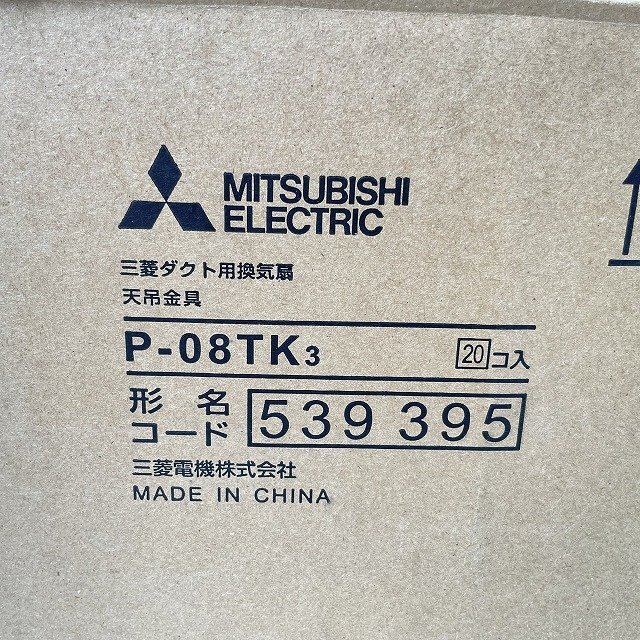 MITSUBISHI
ELECTRIC
三菱ダクト用換気扇
天吊金具
P-08TK3 20コ入
形名
コード 539 395
三菱電機株式会社
MADE IN CHINA